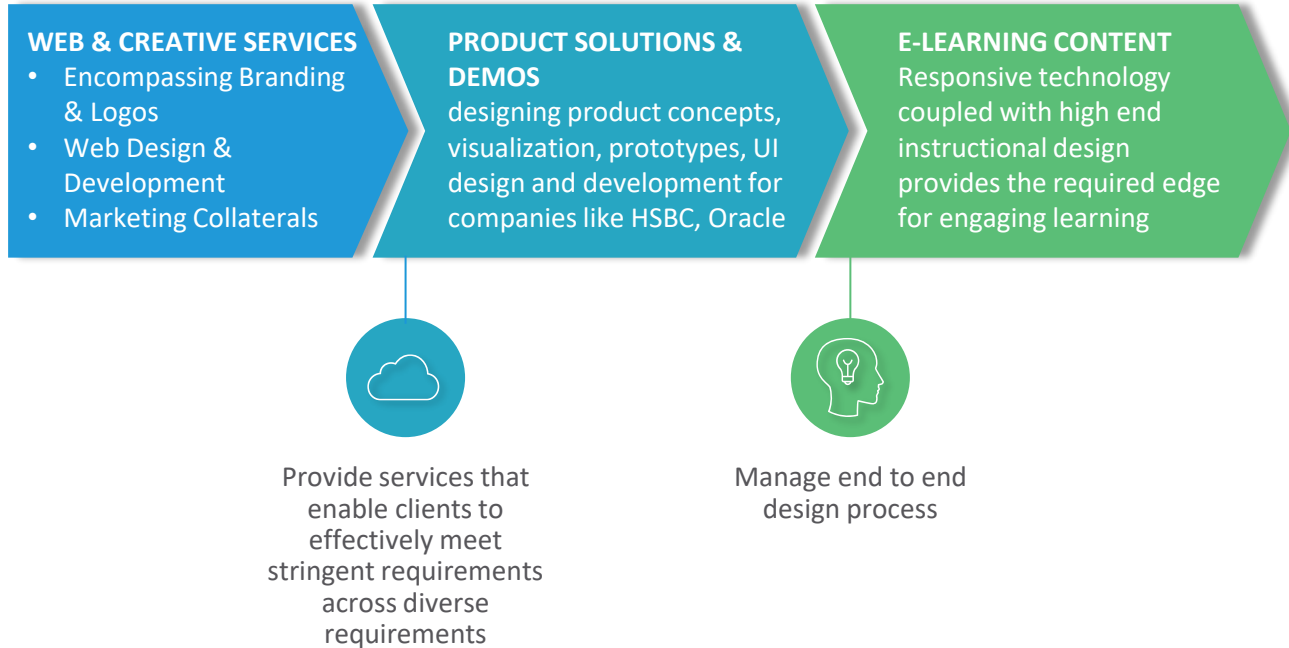 WEB & CREATIVE SERVICES
• Encompassing Branding
& Logos
• Web Design &
Development
• Marketing Collaterals
PRODUCT SOLUTIONS &
DEMOS
designing product concepts,
visualization, prototypes, UI
design and development for
companies like HSBC, Oracle
E-LEARNING CONTENT
Responsive technology
coupled with high end
instructional design
provides the required edge
for engaging learning
Provide services that
enable clients to
effectively meet
stringent requirements
across diverse
requirements
Manage end to end
design process